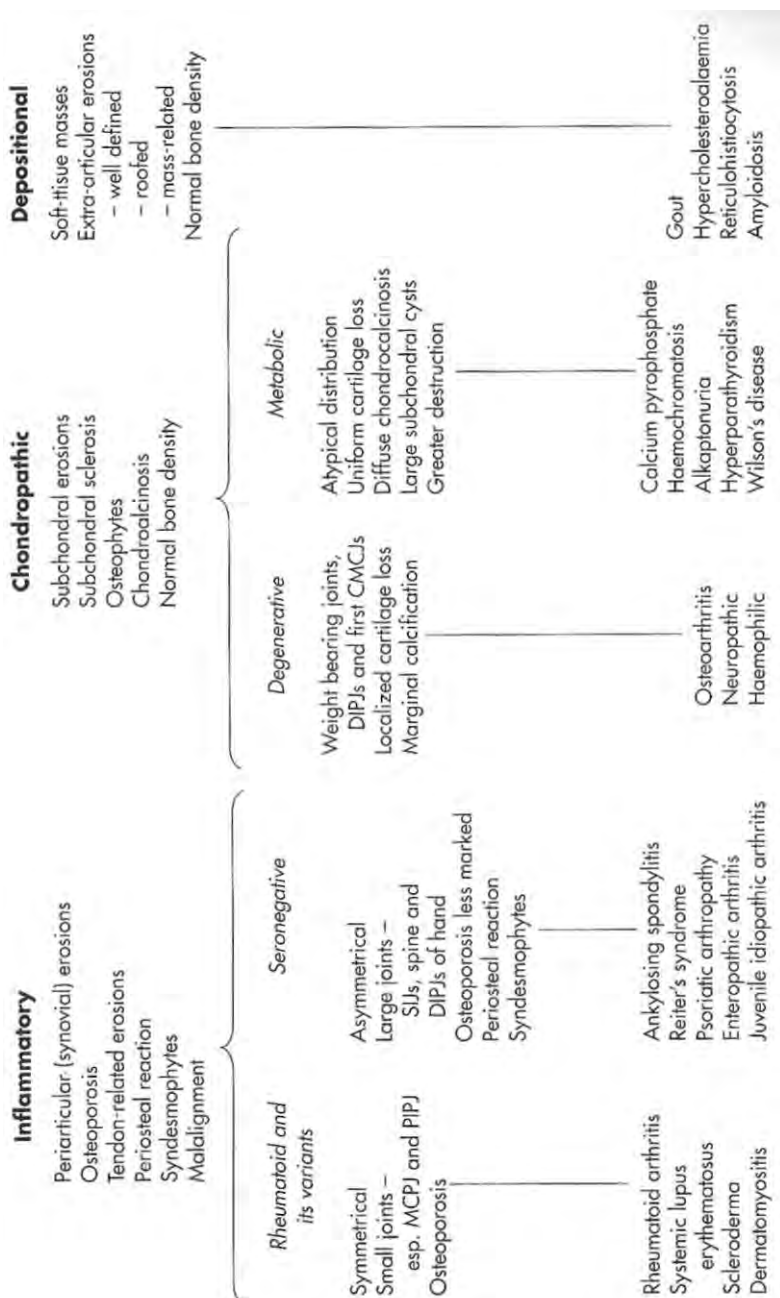 Inflammatory
Periarticular (synovial) erosions
Osteoporosis
Tendon-related erosions
Periosteal reaction
Syndesmophytes
Malalignment
Rheumatoid and
its variants
Symmetrical
Small joints –
esp. MCPJ and PIPJ
Osteoporosis
Rheumatoid arthritis
Systemic lupus
erythematosus
Scleroderma
Dermatomyositis
Seronegative
Asymmetrical
Large joints –
SIJs, spine and
DIPJs of hand
Osteoporosis less marked
Periosteal reaction
Syndesmophytes
Ankylosing spondylitis
Reiter's syndrome
Psoriatic arthropathy
Enteropathic arthritis
Juvenile idiopathic arthritis
Chondropathic
Subchondral erosions
Subchondral sclerosis
Osteophytes
Chondroalcinosis
Normal bone density
Degenerative
Weight bearing joints,
DIPJs and first CMCJs
Localized cartilage loss
Marginal calcification
Osteoarthritis
Neuropathic
Haemophilic
Metabolic
Atypical distribution
Uniform cartilage loss
Diffuse chondrocalcinosis
Large subchondral cysts
Greater destruction
Calcium pyrophosphate
Haemochromatosis
Alkaptonuria
Hyperparathyroidism
Wilson's disease
Depositional
Soft-ttisue masses
Extra-articular erosions
– well defined
– roofed
– mass-related
Normal bone density
Gout
Hypercholesteroalaemia
Reticulohistiocytosis
Amyloidosis